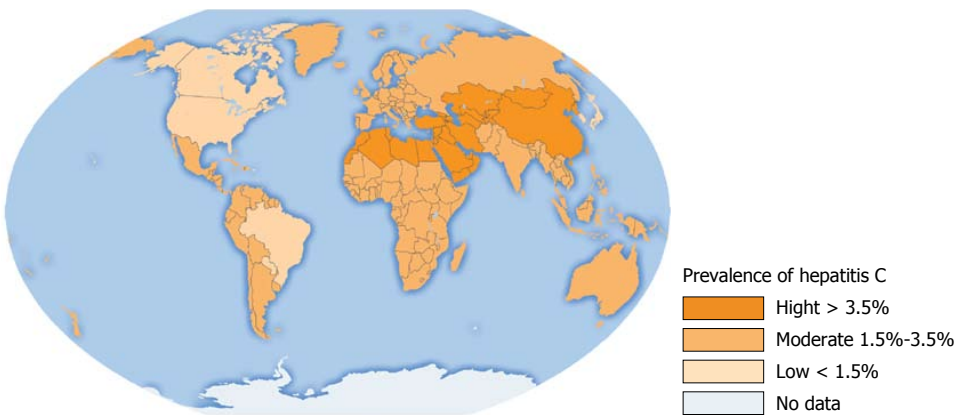 Prevalence of hepatitis C
Hight > 3.5%
Moderate 1.5%-3.5%
Low < 1.5%
No data